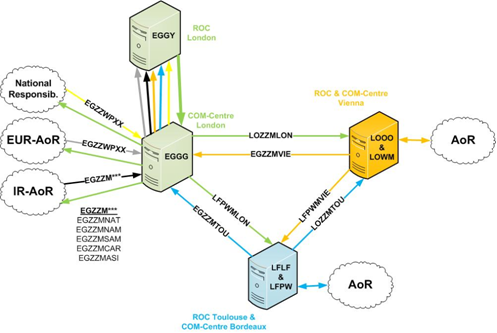 EGGY
ROC
London
National
Responsib.
EGZZWPXX
COM-Centre
London
ROC & COM-Centre
Vienna
EUR-AoR
EGZZWPXX
EGGG
LOZZMLON
EGZZMVIE
LOOO
&
LOWM
AoR
IR-AoR
EGZZM***
EGZZM***
EGZZMNAT
EGZZMNAM
EGZZMSAM
EGZZMCAR
EGZZMASI
LFPWMLON
EGZZMTOU
LFPWMVIE
LOZZMTOU
LFLF
&
LFPW
AoR
ROC Toulouse &
COM-Centre Bordeaux